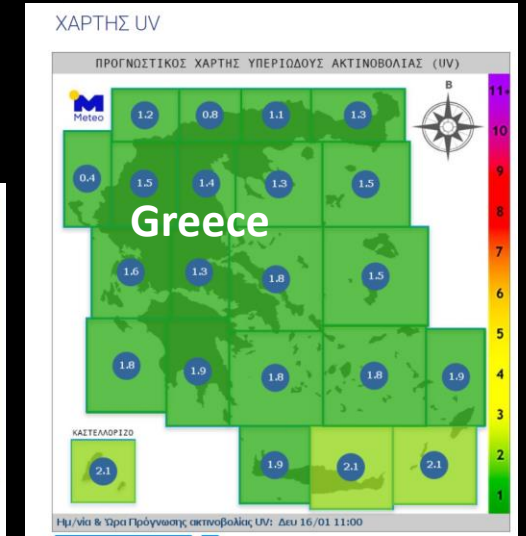 ΧΑΡΤΗΣ UV
ΠΡΟΓΝΩΣΤΙΚΟΣ ΧΑΡΤΗΣ ΥΠΕΡΙΩΔΟΥΣ ΑΚΤΙΝΟΒΟΛΙΑΣ (UV)
Meteo
Β
1.2 0.8 1.1 1.3
0.4 1.5 1.4 1.3 1.5
Greece
1.6 1.3 1.8 1.5
1.8 1.9 1.8 1.8 1.9
ΚΑΣΤΕΛΛΟΡΙΖΟ
2.1 1.9 2.1 2.1
11+
10
9
8
7
6
5
4
3
2
1
Ημ/νία & Ώρα Πρόγνωσης ακτινοβολίας UV: Δευ 16/01 11:00